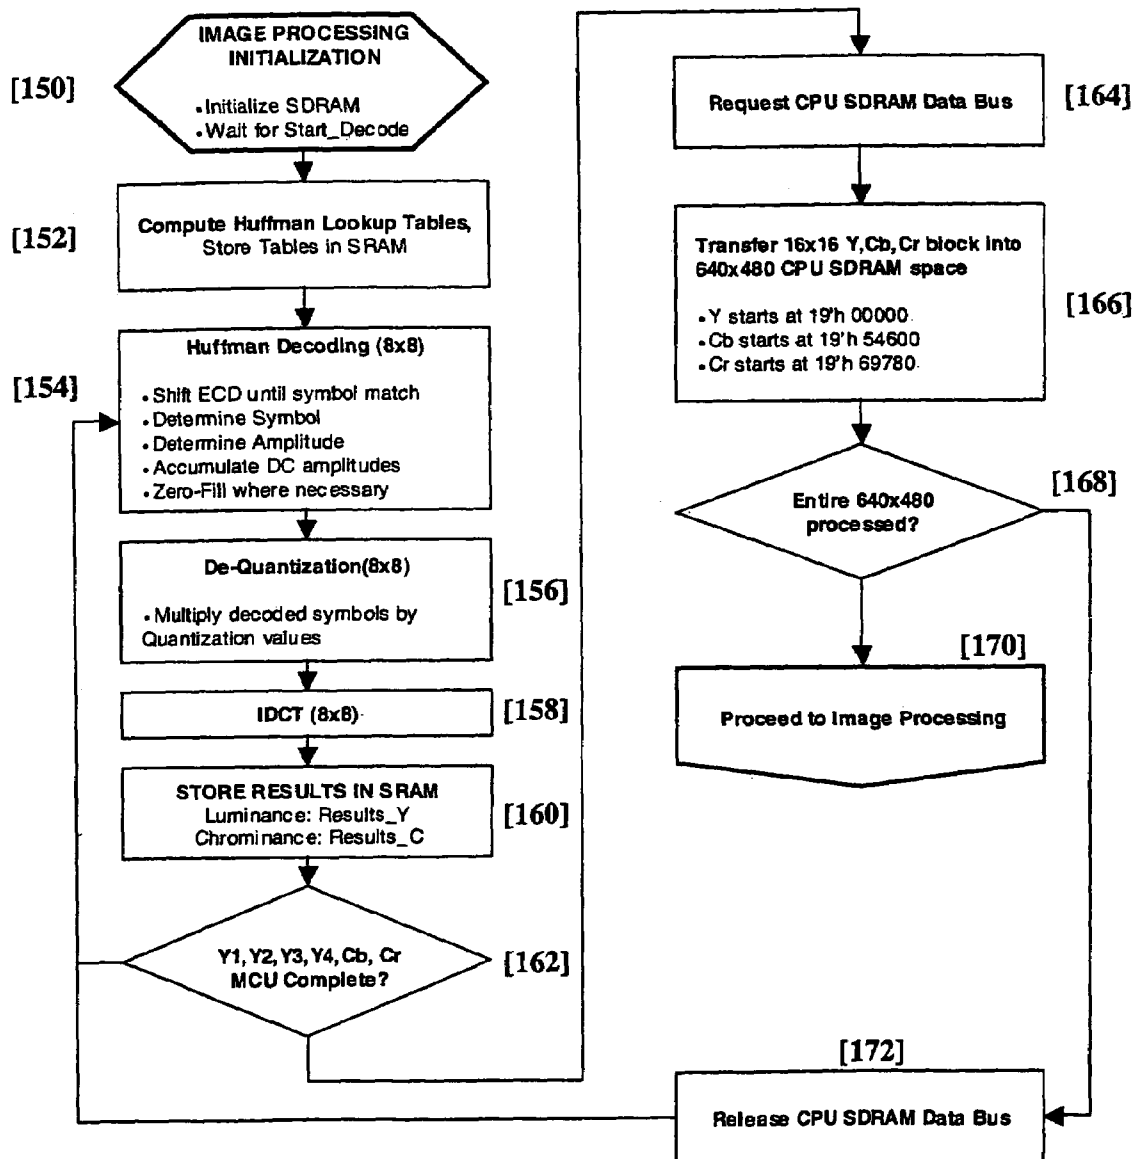 IMAGE PROCESSING
INITIALIZATION
[150]
• Initialize SDRAM
• Wait for Start_Decode
[152]
Compute Huffman Lookup Tables,
Store Tables in SRAM
[154]
Huffman Decoding (8x8)
• Shift ECD until symbol match
• Determine Symbol
• Determine Amplitude
• Accumulate DC amplitudes
• Zero-Fill where necessary
De-Quantization(8x8)
[156]
• Multiply decoded symbols by
Quantization values
IDCT (8x8)
[158]
STORE RESULTS IN SRAM
Luminance: Results_Y
Chrominance: Results_C
[160]
Y1, Y2, Y3, Y4, Cb, Cr
MCU Complete?
[162]
Request CPU SDRAM Data Bus
[164]
Transfer 16x16 Y,Cb,Cr block into
640x480 CPU SDRAM space
[166]
• Y starts at 19'h 00000
• Cb starts at 19'h 54600
• Cr starts at 19'h 69780
[168]
Entire 640x480
processed?
[170]
Proceed to Image Processing
[172]
Release CPU SDRAM Data Bus